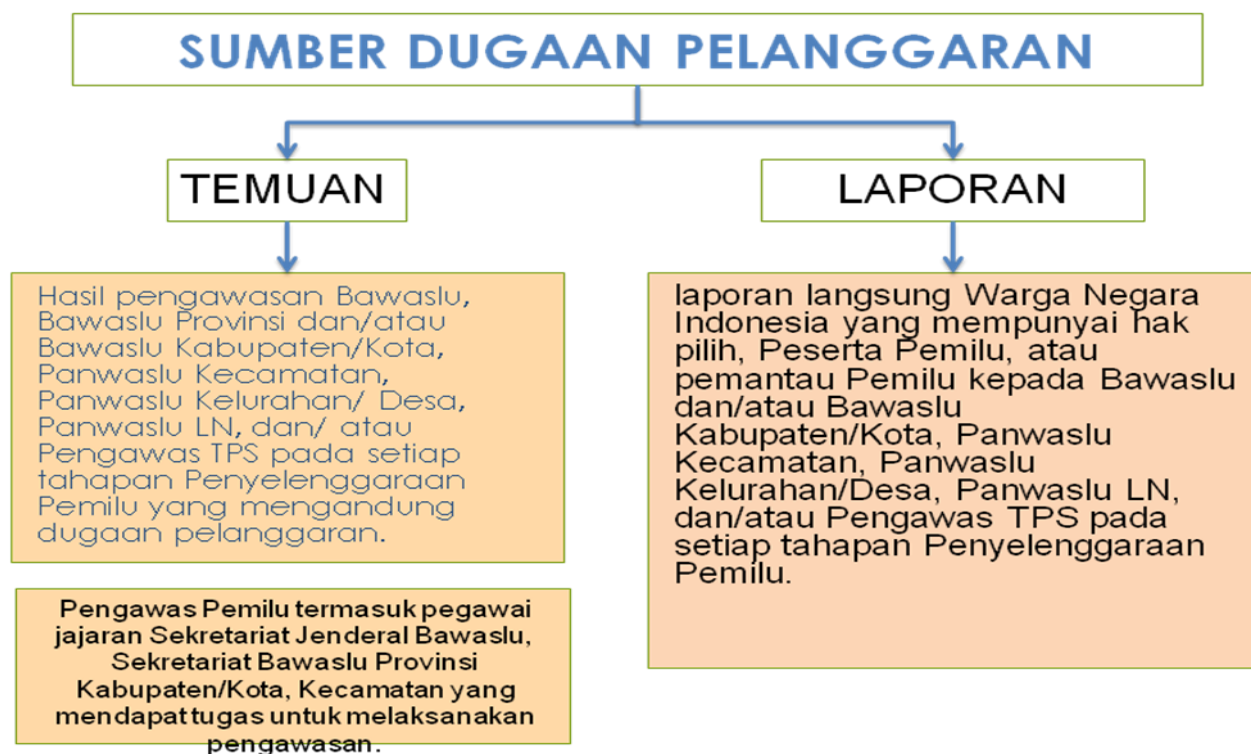 SUMBER DUGAAN PELANGGARAN
TEMUAN
Hasil pengawasan Bawaslu,
Bawaslu Provinsi dan/atau
Bawaslu Kabupaten/Kota,
Panwaslu Kecamatan,
Panwaslu Kelurahan/ Desa,
Panwaslu LN, dan/ atau
Pengawas TPS pada setiap
tahapan Penyelenggaraan
Pemilu yang mengandung
dugaan pelanggaran.
Pengawas Pemilu termasuk pegawai
jajaran Sekretariat Jenderal Bawaslu,
Sekretariat Bawaslu Provinsi
Kabupaten/Kota, Kecamatan yang
mendapat tugas untuk melaksanakan
pengawasan.
LAPORAN
laporan langsung Warga Negara
Indonesia yang mempunyai hak
pilih, Peserta Pemilu, atau
pemantau Pemilu kepada Bawaslu
dan/atau Bawaslu
Kabupaten/Kota, Panwaslu
Kecamatan, Panwaslu
Kelurahan/Desa, Panwaslu LN,
dan/atau Pengawas TPS pada
setiap tahapan Penyelenggaraan
Pemilu.